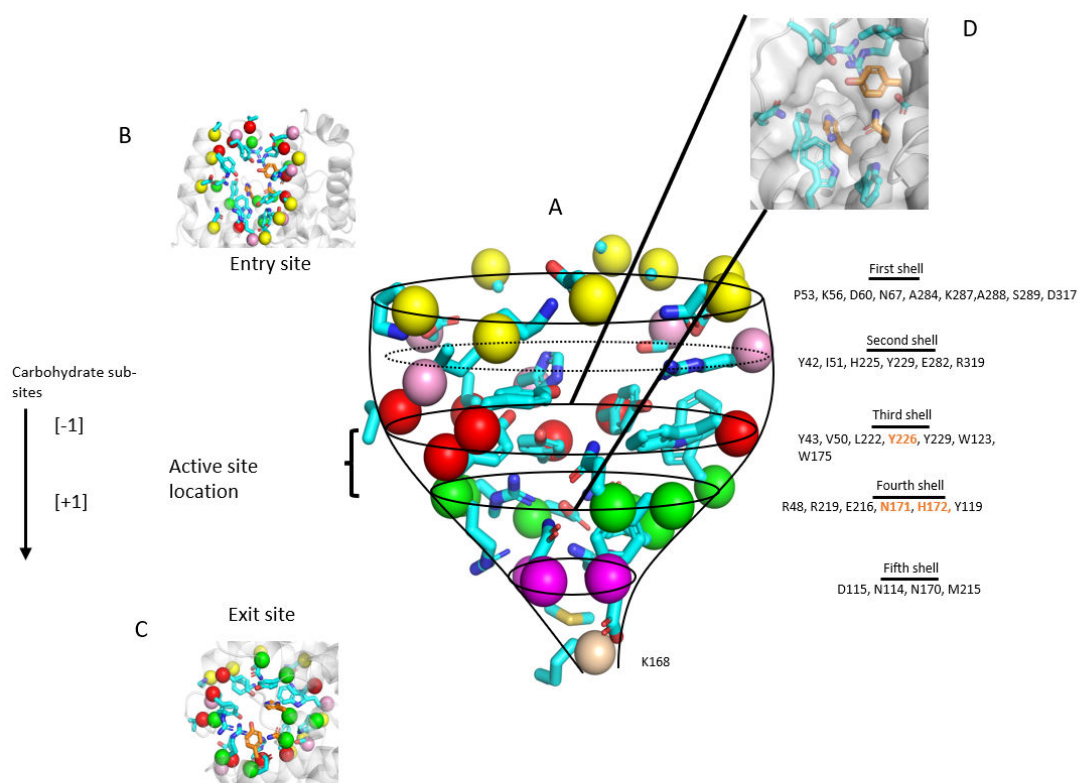 D
B
A
Entry site
First shell
P53, K56, D60, N67, A284, K287,A288, S289, D317
Second shell
Y42, I51, H225, Y229, E282, R319
Carbohydrate sub-
sites
[-1]
Third shell
Y43, V50, L222, Y226, Y229, W123,
W175
Active site
location
Fourth shell
[+1]
R48, R219, E216, N171, H172, Y119
Fifth shell
D115, N114, N170, M215
Exit site
C
K168